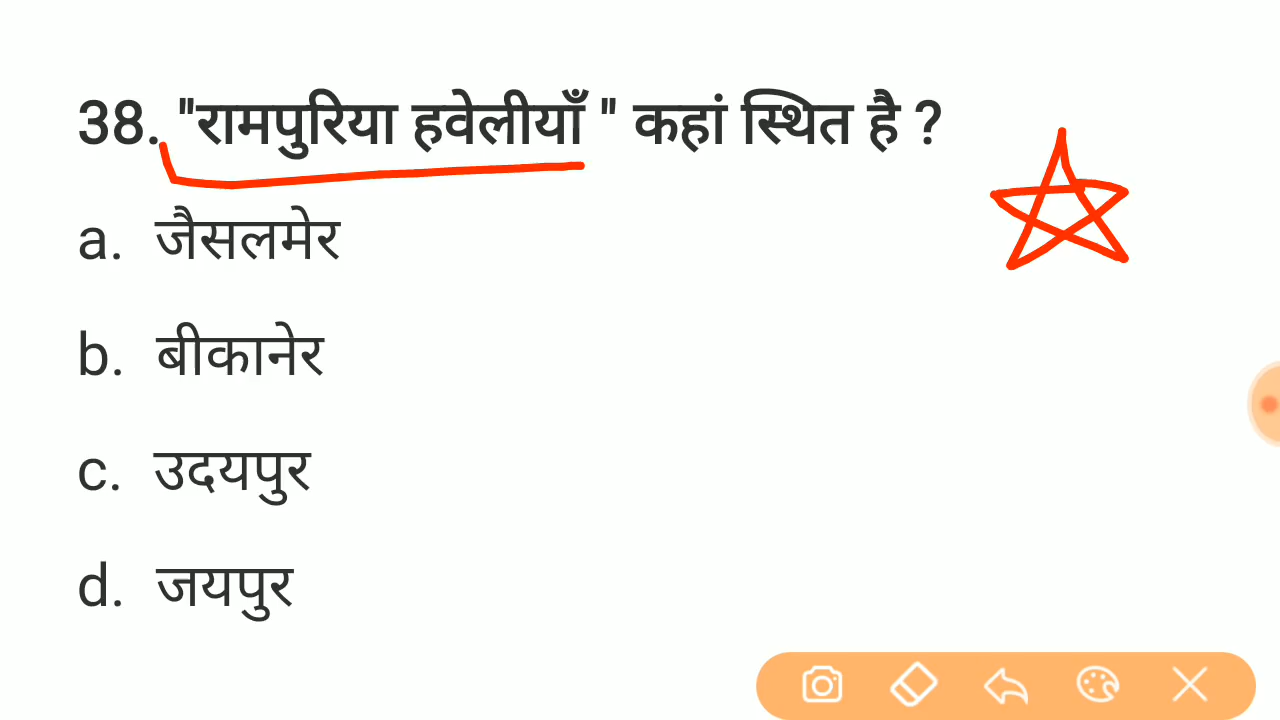 38. "रामपुरिया हवेलीयाँ " कहां स्थित है ?
a. जैसलमेर
b. बीकानेर
c. उदयपुर
d. जयपुर